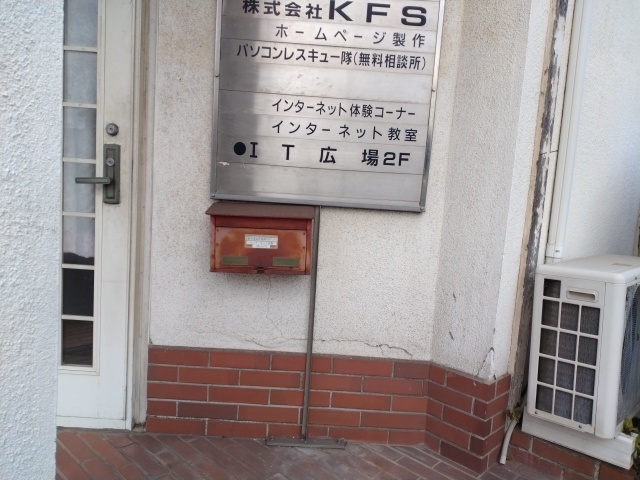 株式会社KFS
ホームページ製作
パソコンレスキュー隊(無料相談所)
インターネット体験コーナー
インターネット教室
●IT広場2F